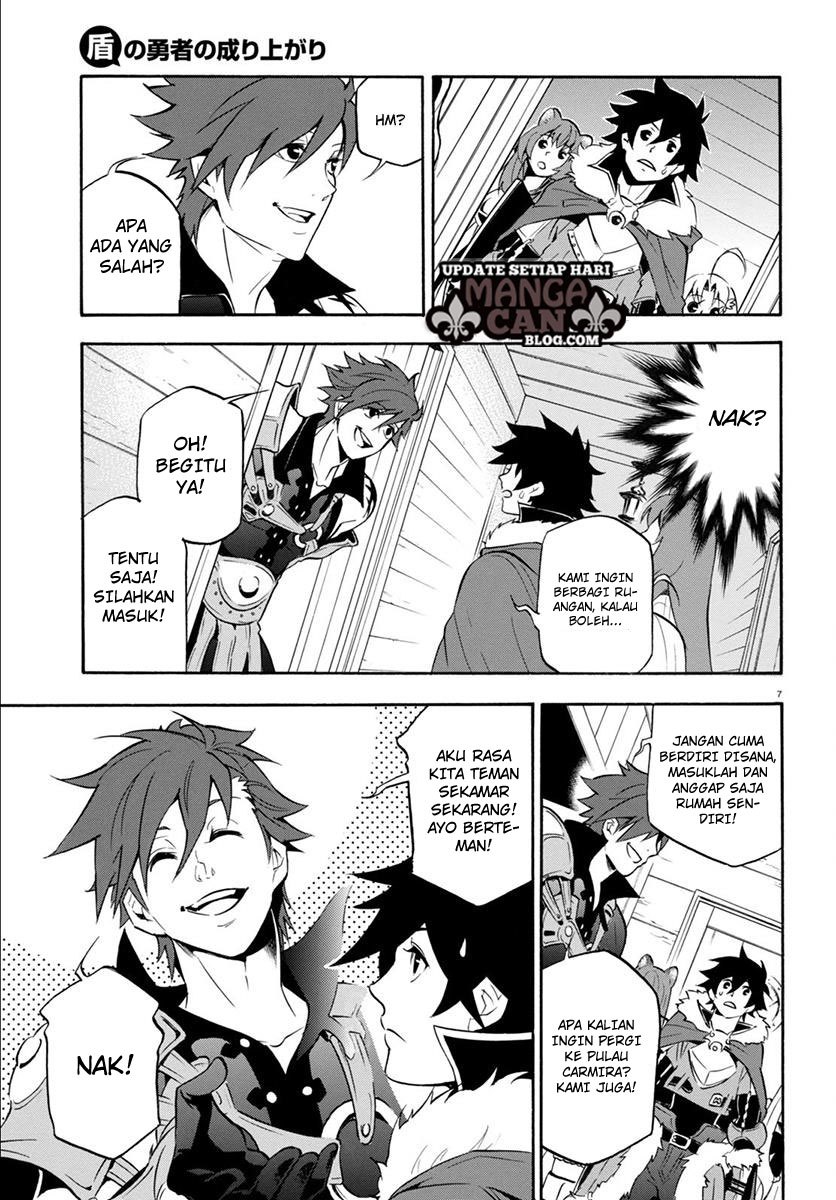 盾の勇者の成り上がり
HM?
APA
ADA YANG
SALAH?
UPDATE SETIAP HARI
MANGA
CAN
BLOG.COM
NAK?
KAMI INGIN
BERBAGI RU-
ANGAN, KALAU
BOLEH...
OH!
BEGITU
YA!
TENTU
SAJA!
SILAHKAN
MASUK!
7
JANGAN CUMA
BERDIRI DISANA,
MASUKLAH DAN
ANGGAP SAJA
RUMAH SEN-
DIRI!
APA KALIAN
INGIN PERGI
KE PULAU
CARMIRA?
KAMI JUGA!
AKU RASA
KITA TEMAN
SEKAMAR
SEKARANG!
AYO BERTE-
MAN!
NAK!